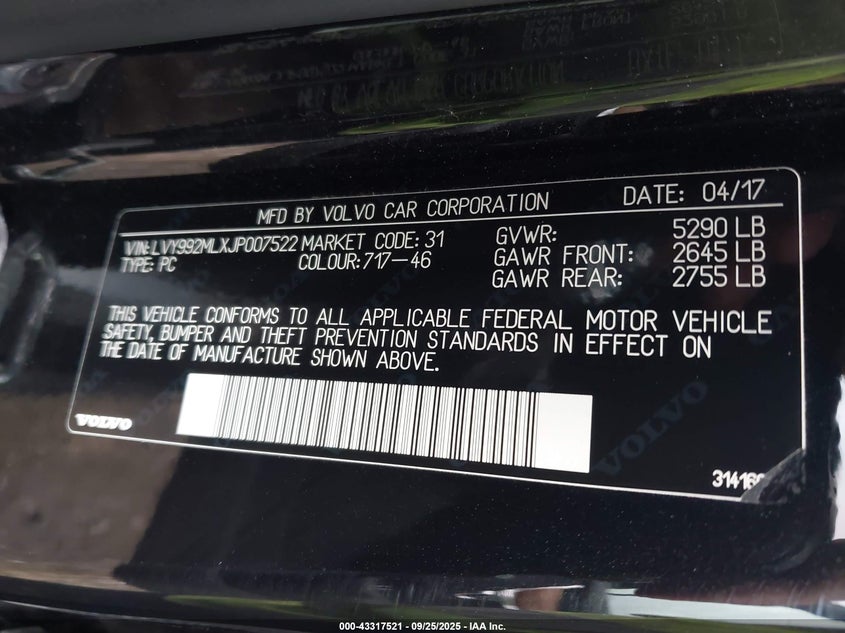 MFD BY VOLVO CAR CORPORATION DATE: 04/17
VIN:LVY992MLXJP007522 MARKET CODE: 31 GVWR: 5290 LB
TYPE: PC COLOUR:717-46 GAWR FRONT: 2645 LB
GAWR REAR: 2755 LB
THIS VEHICLE CONFORMS TO ALL APPLICABLE FEDERAL MOTOR VEHICLE
SAFETY, BUMPER AND THEFT PREVENTION STANDARDS IN EFFECT ON
THE DATE OF MANUFACTURE SHOWN ABOVE.
VOLVO
VOLVO
000-43317521 - 09/25/2025 - IAA Inc.